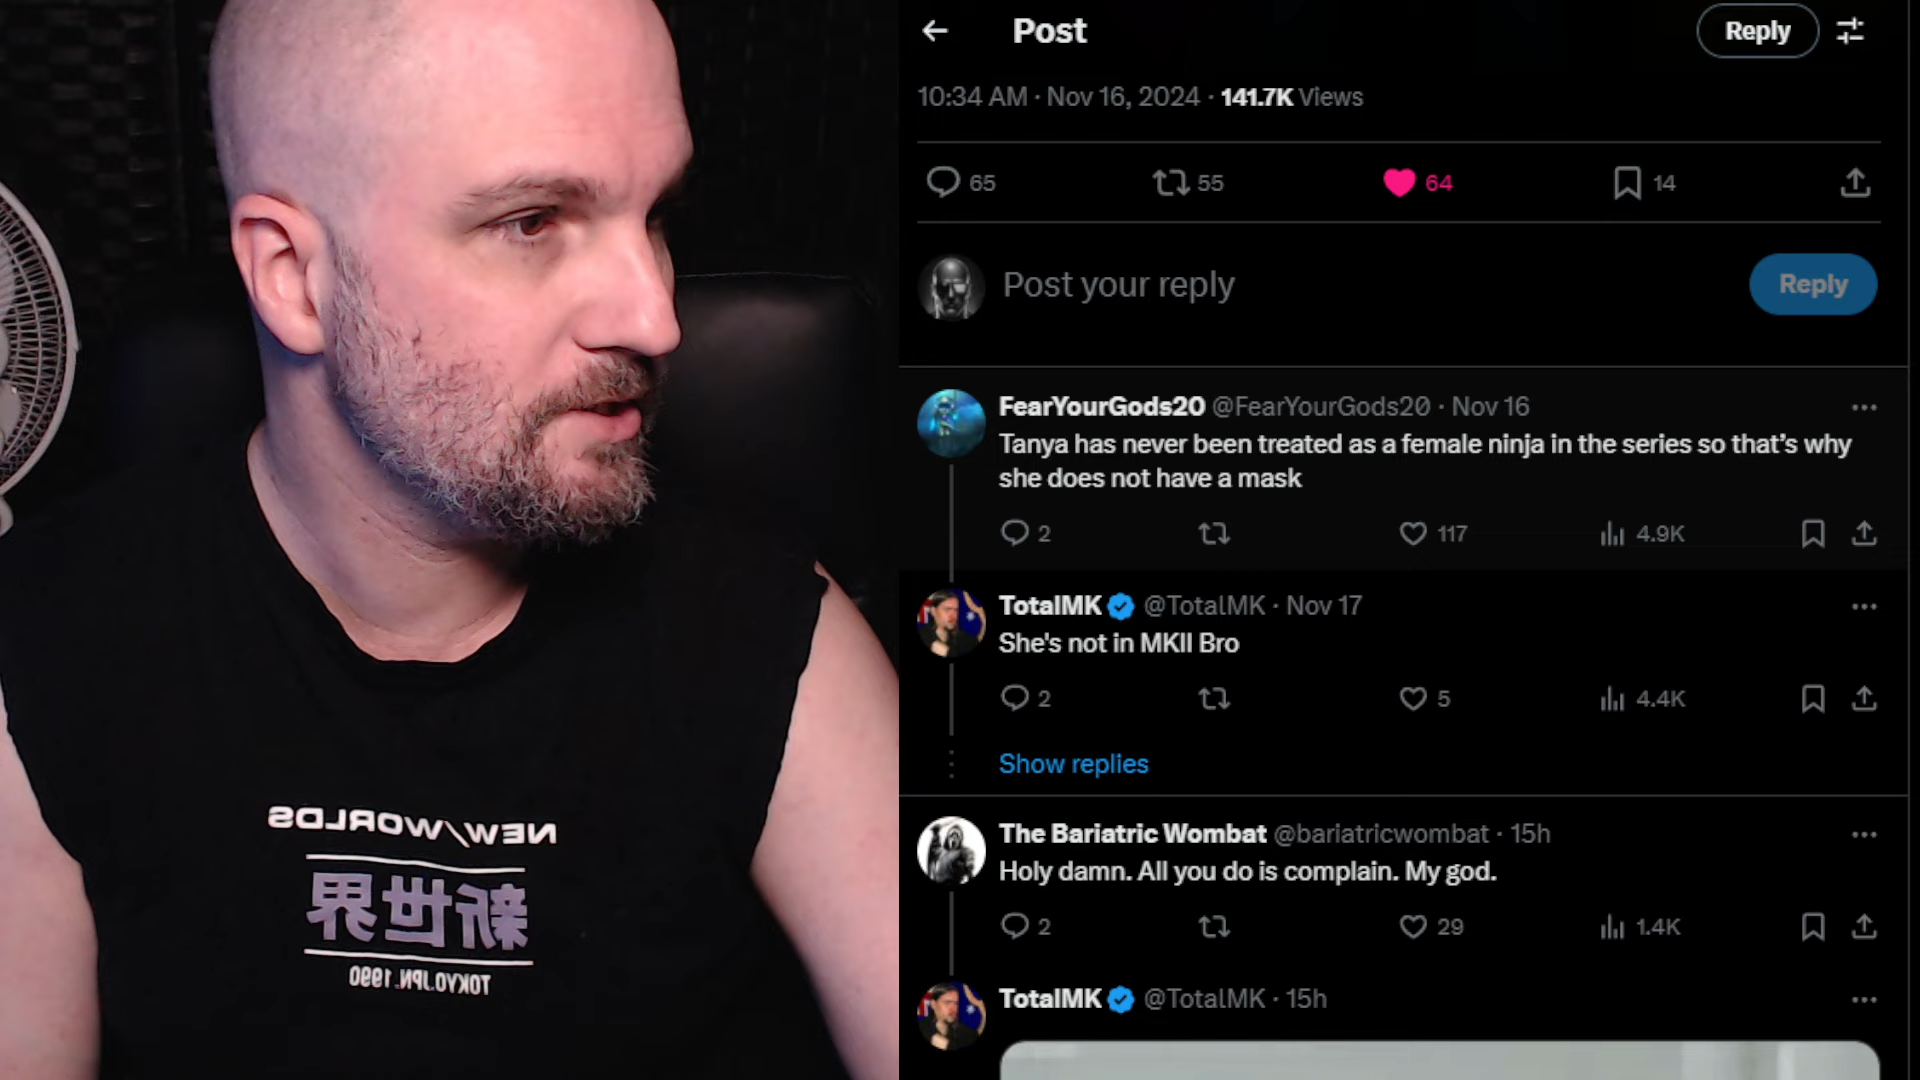 NEW/WORLDS
新世界
TOKYO.JPN.1990
Post
Reply
10:34 AM · Nov 16, 2024 · 141.7K Views
65
55
64
14
Post your reply
Reply
FearYourGods20 @FearYourGods20 · Nov 16
Tanya has never been treated as a female ninja in the series so that's why
she does not have a mask
2
117
4.9K
TotalMK @TotalMK · Nov 17
She's not in MKII Bro
2
5
4.4K
Show replies
The Bariatric Wombat @bariatricwombat · 15h
Holy damn. All you do is complain. My god.
2
29
1.4K
TotalMK @TotalMK · 15h